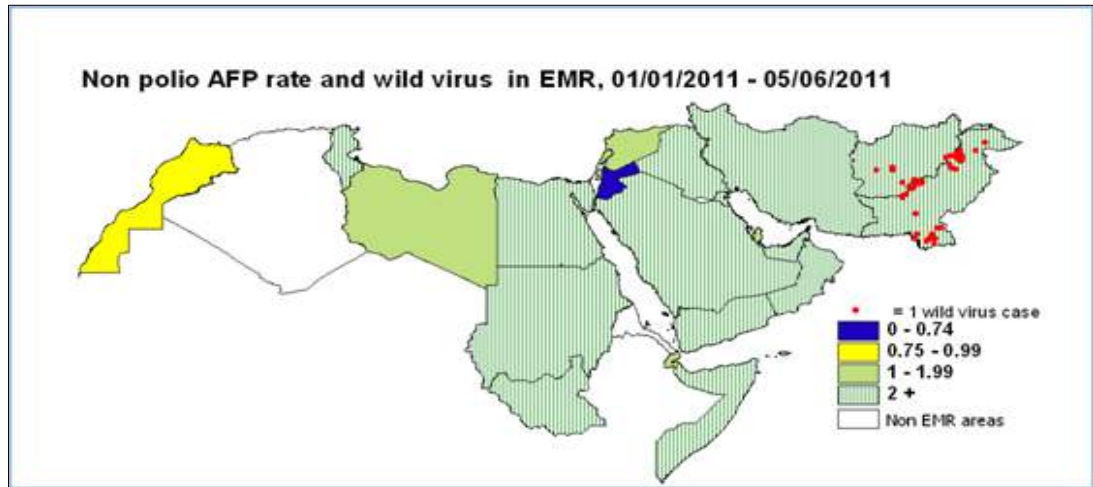 Non polio AFP rate and wild virus in EMR, 01/01/2011 - 05/06/2011
= 1 wild virus case
0 - 0.74
0.75 - 0.99
1 - 1.99
2 +
Non EMR areas